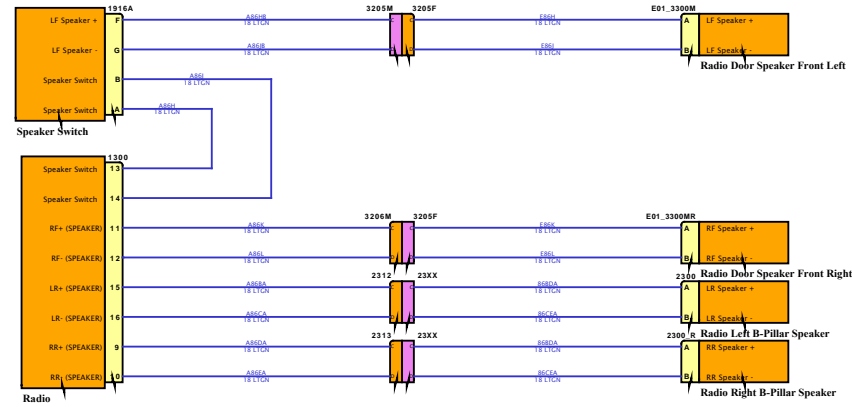 1916A 3205M 3205F E01_3300M
LF Speaker + F A86HB 18 LTGN C C E86H 18 LTGN A LF Speaker +
LF Speaker - G A86JB 18 LTGN D D E86J 18 LTGN B LF Speaker -
Radio Door Speaker Front Left
Speaker Switch B A86J 18 LTGN
Speaker Switch A A86H 18 LTGN
Speaker Switch
1300
Speaker Switch 13
Speaker Switch 14
3206M 3205F E01_3300MR
RF+ (SPEAKER) 11 A86K 18 LTGN C C E86K 18 LTGN A RF Speaker +
RF- (SPEAKER) 12 A86L 18 LTGN D D E86L 18 LTGN B RF Speaker -
Radio Door Speaker Front Right
2312 23XX 2300
LR+ (SPEAKER) 15 A86BA 18 LTGN C C 86BDA 18 LTGN A LR Speaker +
LR- (SPEAKER) 16 A86CA 18 LTGN D D 86CEA 18 LTGN B LR Speaker -
Radio Left B-Pillar Speaker
2313 23XX 2300_R
RR+ (SPEAKER) 9 A86DA 18 LTGN C C 86BDA 18 LTGN A RR Speaker +
RR- (SPEAKER) A86EA 18 LTGN D D 86CEA 18 LTGN B RR Speaker -
Radio Right B-Pillar Speaker
Radio